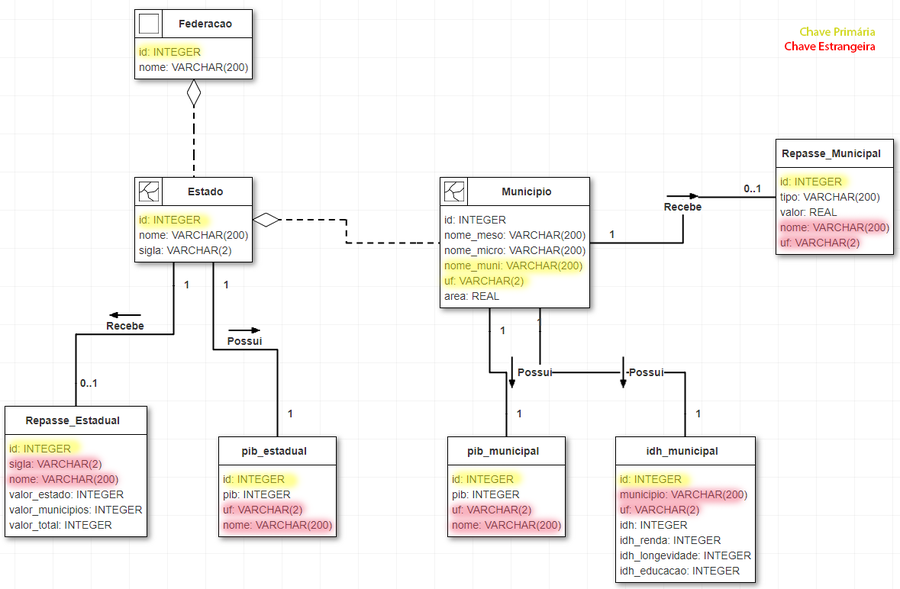 Federacao
id: INTEGER
nome: VARCHAR(200)
Chave Primária
Chave Estrangeira
Estado
id: INTEGER
nome: VARCHAR(200)
sigla: VARCHAR(2)
Municipio
id: INTEGER
nome_meso: VARCHAR(200)
nome_micro: VARCHAR(200)
nome_muni: VARCHAR(200)
uf: VARCHAR(2)
area: REAL
Repasse_Municipal
id: INTEGER
tipo: VARCHAR(200)
valor: REAL
nome: VARCHAR(200)
uf: VARCHAR(2)
1
Recebe
0..1
1
Recebe
0..1
1
Possui
1
1
Possui
1
1
Possui
1
Repasse_Estadual
id: INTEGER
sigla: VARCHAR(2)
nome: VARCHAR(200)
valor_estado: INTEGER
valor_municipios: INTEGER
valor_total: INTEGER
pib_estadual
id: INTEGER
pib: INTEGER
uf: VARCHAR(2)
nome: VARCHAR(200)
pib_municipal
id: INTEGER
pib: INTEGER
uf: VARCHAR(2)
nome: VARCHAR(200)
idh_municipal
id: INTEGER
municipio: VARCHAR(200)
uf: VARCHAR(2)
idh: INTEGER
idh_renda: INTEGER
idh_longevidade: INTEGER
idh_educacao: INTEGER